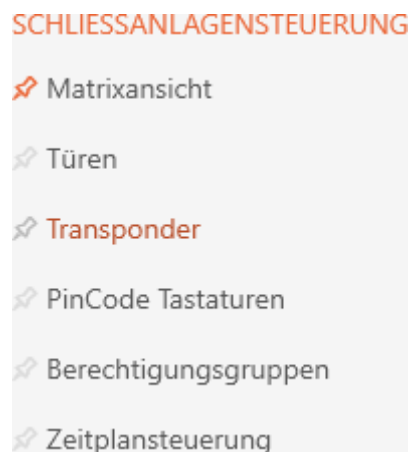 SCHLIESSANLAGENSTEUERUNG
Matrixansicht
Türen
Transponder
PinCode Tastaturen
Berechtigungsgruppen
Zeitplansteuerung